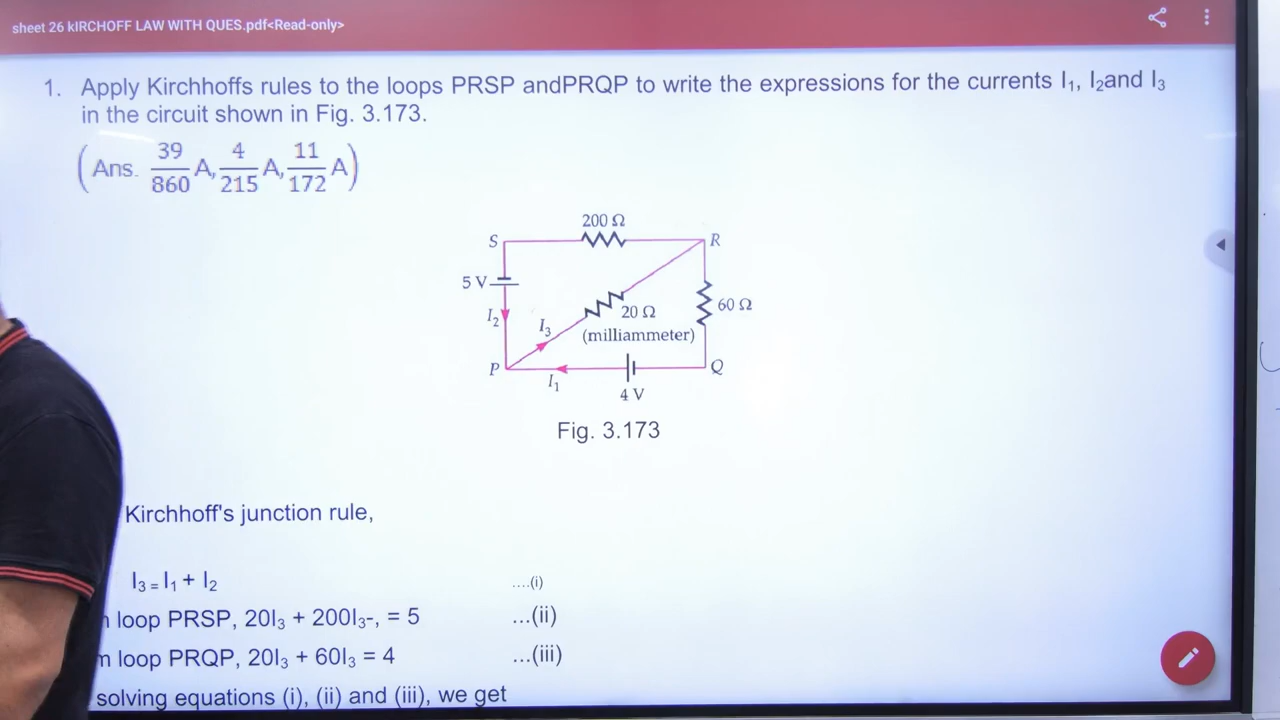 sheet 26 kIRCHOFF LAW WITH QUES.pdf<Read-only>
1. Apply Kirchhoffs rules to the loops PRSP andPRQP to write the expressions for the currents I₁, I₂and I₃
in the circuit shown in Fig. 3.173.
(Ans. 39/860 A, 4/215 A, 11/172 A)
200 Ω
S
R
5 V
I₂
I₃
20 Ω
60 Ω
(milliammeter)
P
Q
I₁
4 V
Fig. 3.173
Kirchhoff's junction rule,
I₃ = I₁ + I₂ ....(i)
loop PRSP, 20I₃ + 200I₃-, = 5 ...(ii)
loop PRQP, 20I₃ + 60I₃ = 4 ...(iii)
solving equations (i), (ii) and (iii), we get